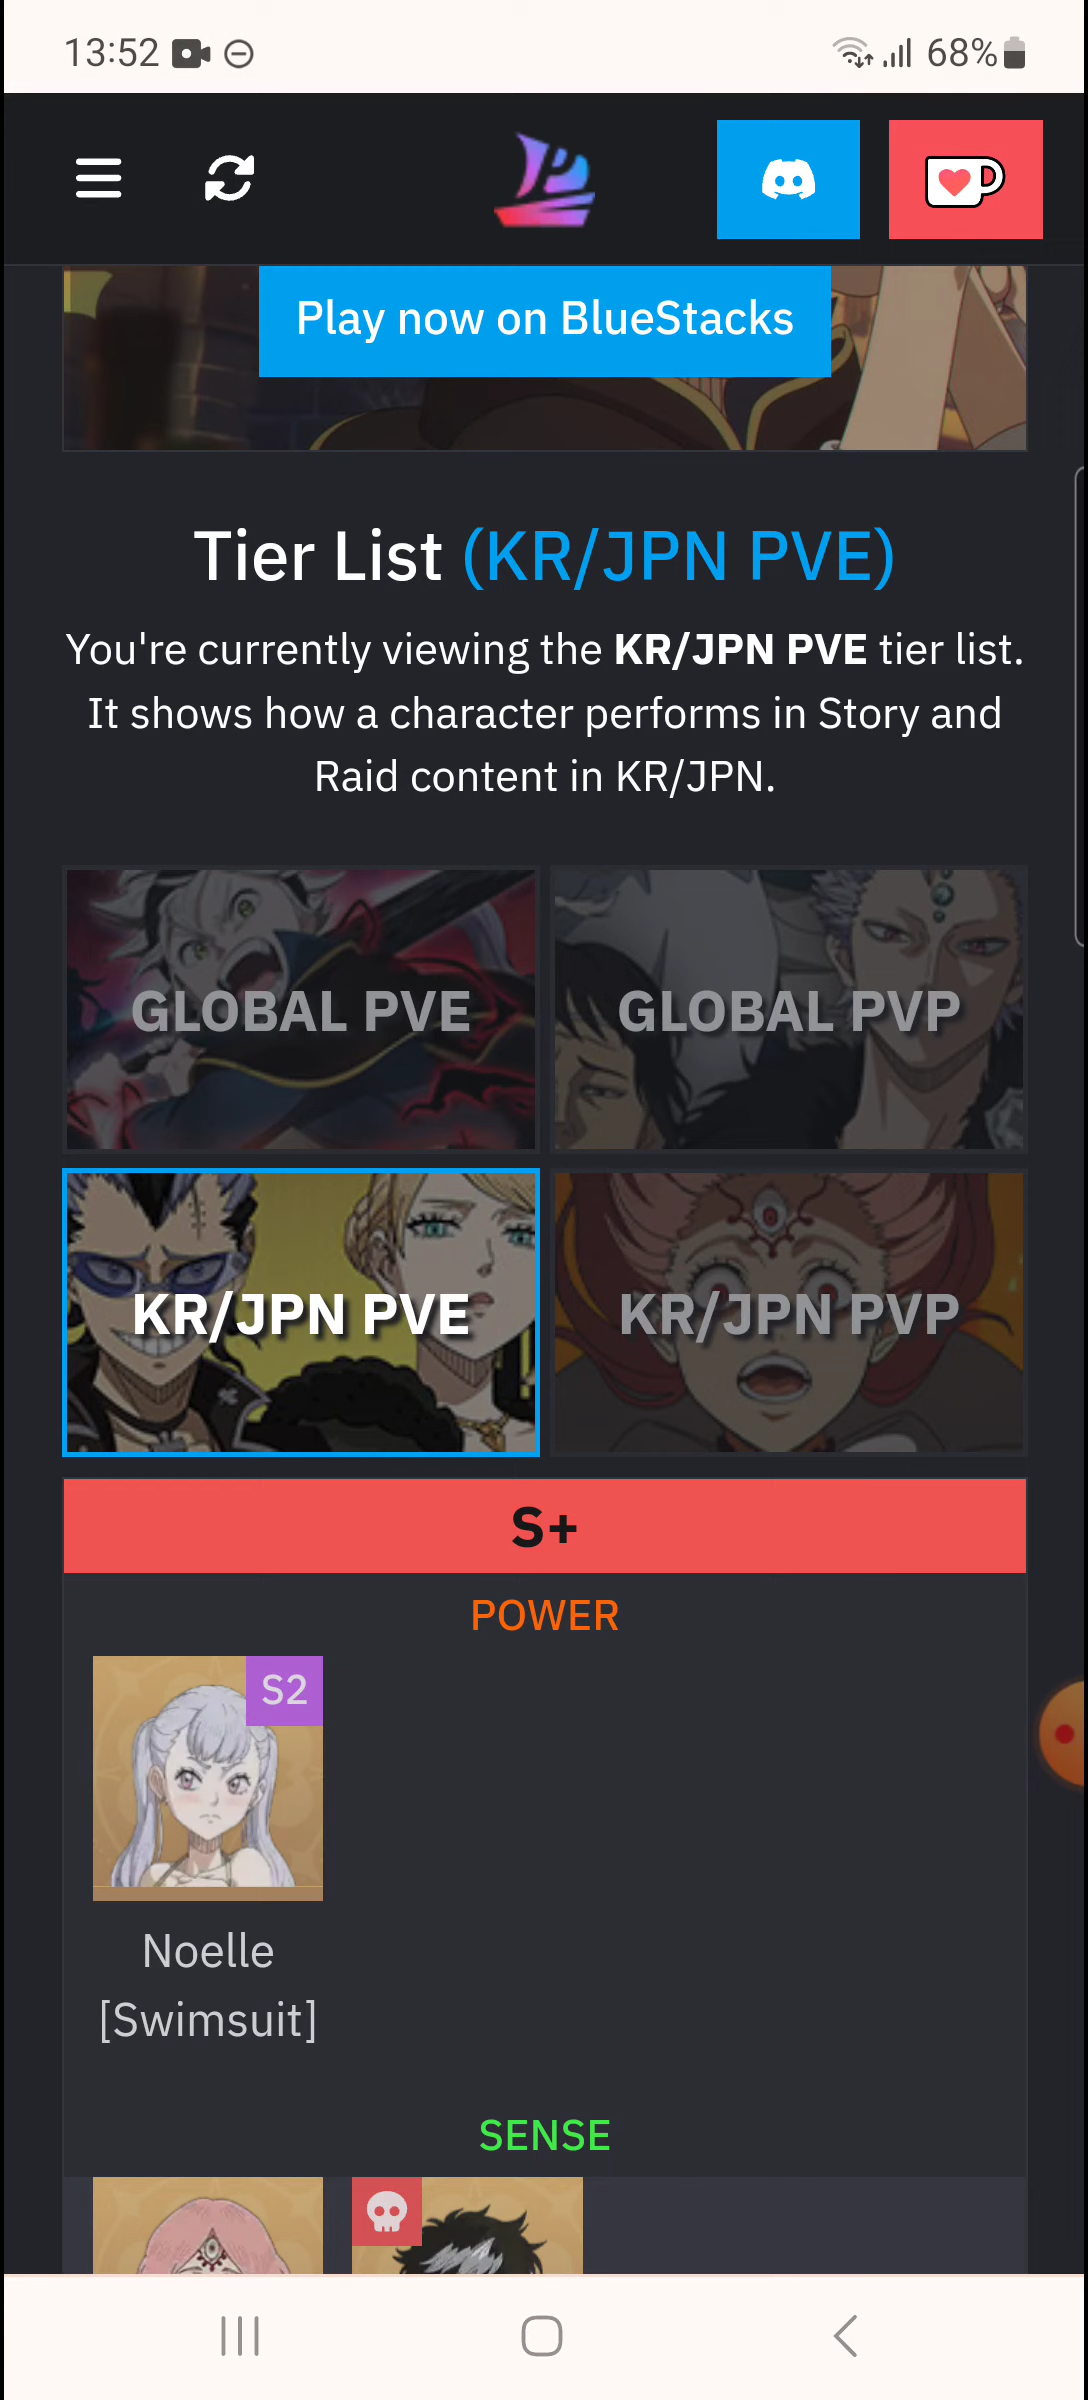 13:52
68%
Play now on BlueStacks
Tier List (KR/JPN PVE)
You're currently viewing the KR/JPN PVE tier list.
It shows how a character performs in Story and
Raid content in KR/JPN.
GLOBAL PVE
GLOBAL PVP
KR/JPN PVE
KR/JPN PVP
S+
POWER
S2
Noelle
[Swimsuit]
SENSE